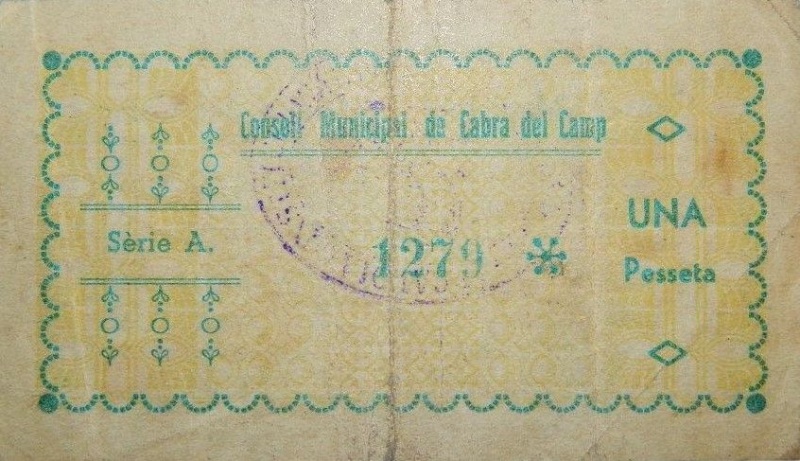 Consell Municipal de Cabra del Camp
Sèrie A.
1279
UNA
Pesseta